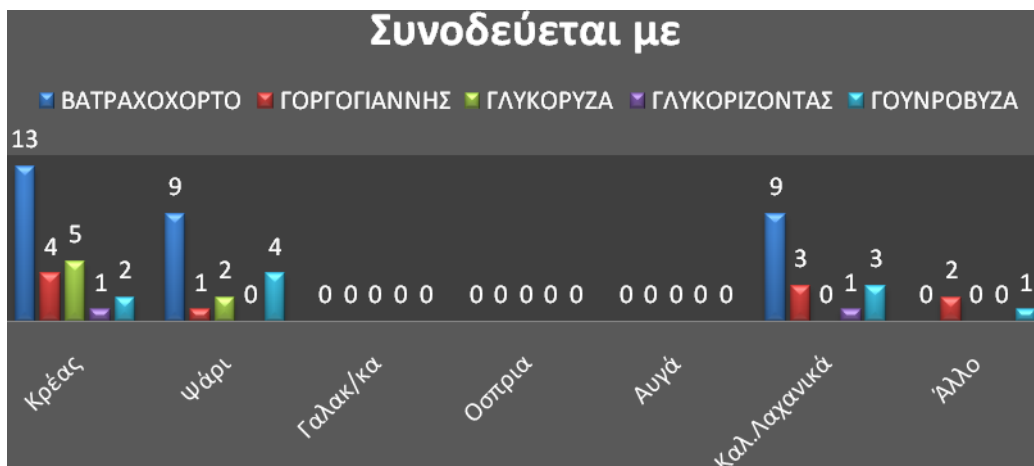 Συνοδεύεται με
ΒΑΤΡΑΧΟΧΟΡΤΟ ΓΟΡΓΟΓΙΑΝΝΗΣ ΓΛΥΚΟΡΥΖΑ ΓΛΥΚΟΡΙΖΟΝΤΑΣ ΓΟΥΝΡΟΒΥΖΑ
13 4 5 1 2
9 1 2 0 4
0 0 0 0 0
0 0 0 0 0
0 0 0 0 0
9 3 0 1 3
0 2 0 0 1
Κρέας
Ψάρι
Γαλακ/κα
Οσπρια
Αυγά
Καλ.Λαχανικά
Άλλο